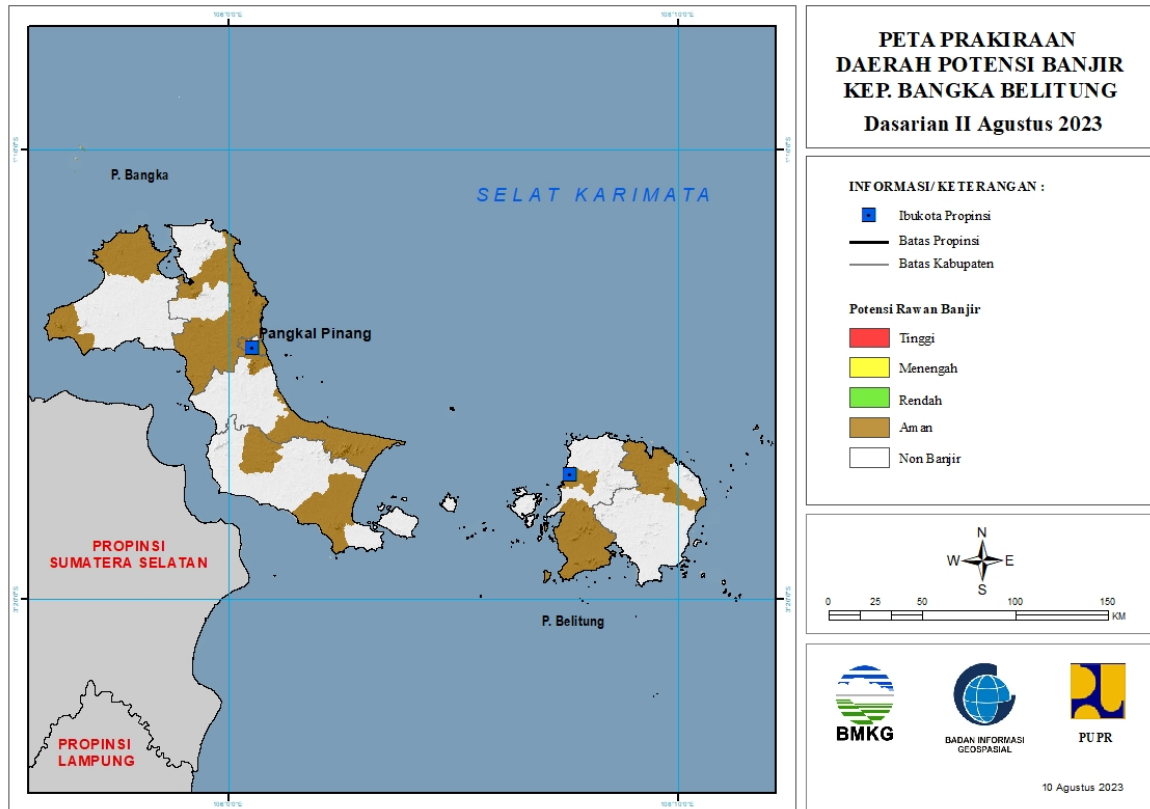 PETA PRAKIRAAN
DAERAH POTENSI BANJIR
KEP. BANGKA BELITUNG
Dasarian II Agustus 2023
P. Bangka
SELAT KARIMATA
Pangkal Pinang
PROPINSI
SUMATERA SELATAN
P. Belitung
PROPINSI
LAMPUNG
INFORMASI/ KETERANGAN :
Ibukota Propinsi
Batas Propinsi
Batas Kabupaten
Potensi Rawan Banjir
Tinggi
Menengah
Rendah
Aman
Non Banjir
N
W E
S
0 25 50 100 150
KM
BMKG
BADAN INFORMASI
GEOSPASIAL
PU PR
10 Agustus 2023